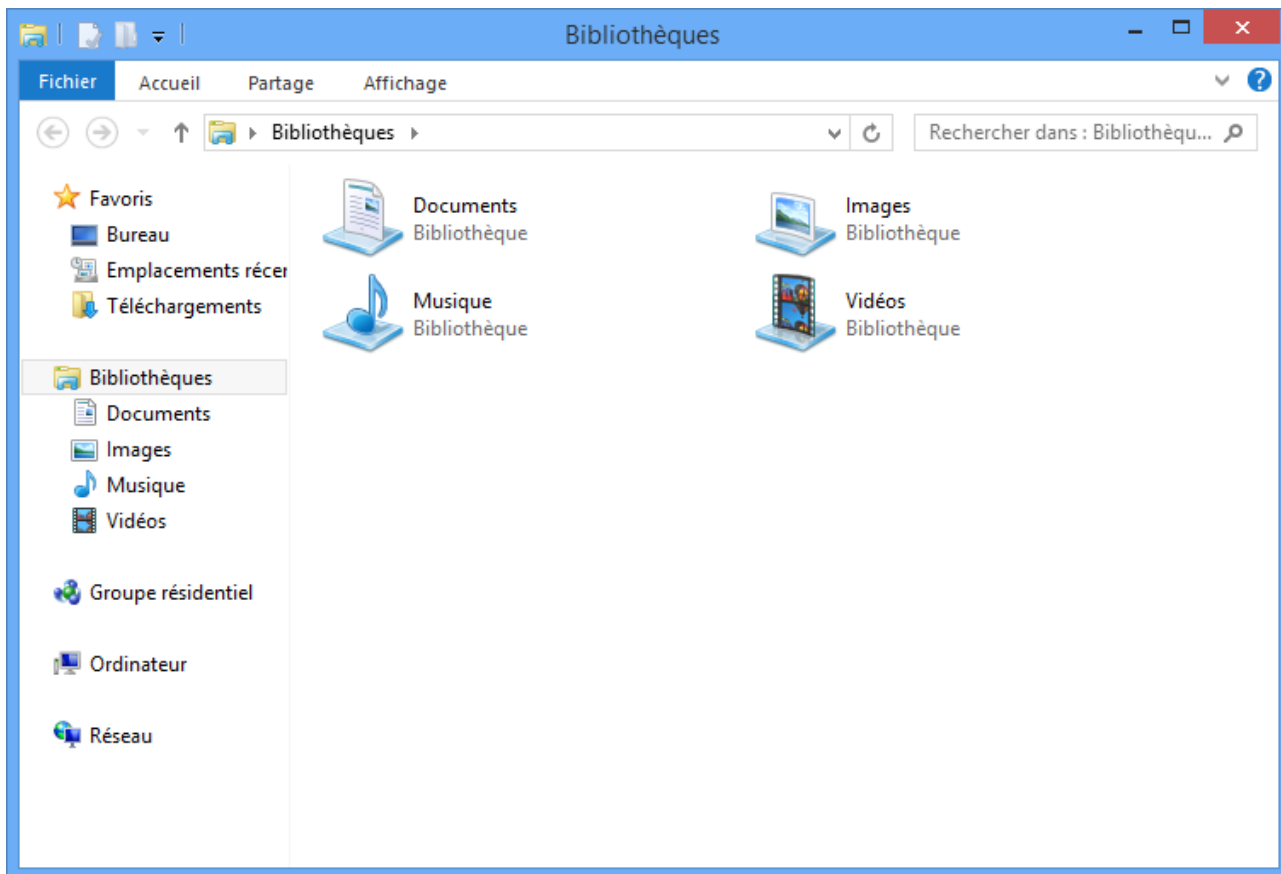 Bibliothèques
Fichier Accueil Partage Affichage
Bibliothèques
Rechercher dans : Bibliothèqu...
Favoris
Bureau
Emplacements récer
Téléchargements
Bibliothèques
Documents
Images
Musique
Vidéos
Groupe résidentiel
Ordinateur
Réseau
Documents
Bibliothèque
Images
Bibliothèque
Musique
Bibliothèque
Vidéos
Bibliothèque